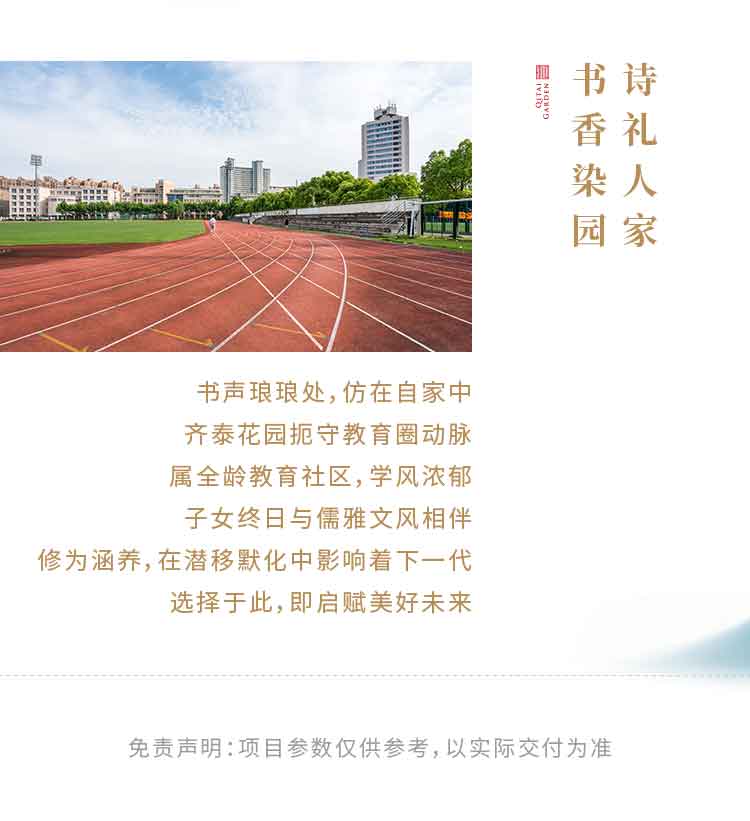 诗礼人家
书香染园
QITAI
GARDEN
书声琅琅处，仿在自家中
齐泰花园扼守教育圈动脉
属全龄教育社区，学风浓郁
子女终日与儒雅文风相伴
修为涵养，在潜移默化中影响着下一代
选择于此，即启赋美好未来
免责声明：项目参数仅供参考，以实际交付为准